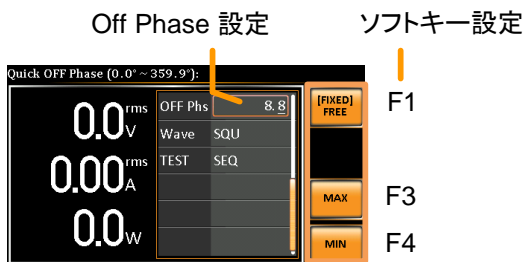 Off Phase 設定 ソフトキー設定
Quick OFF Phase (0.0° ~ 359.9°):
0.0 rms V
0.00 rms A
0.0 W
OFF Phs 8.8
Wave SQU
TEST SEQ
[FIXED]
FREE
F1
MAX
F3
MIN
F4